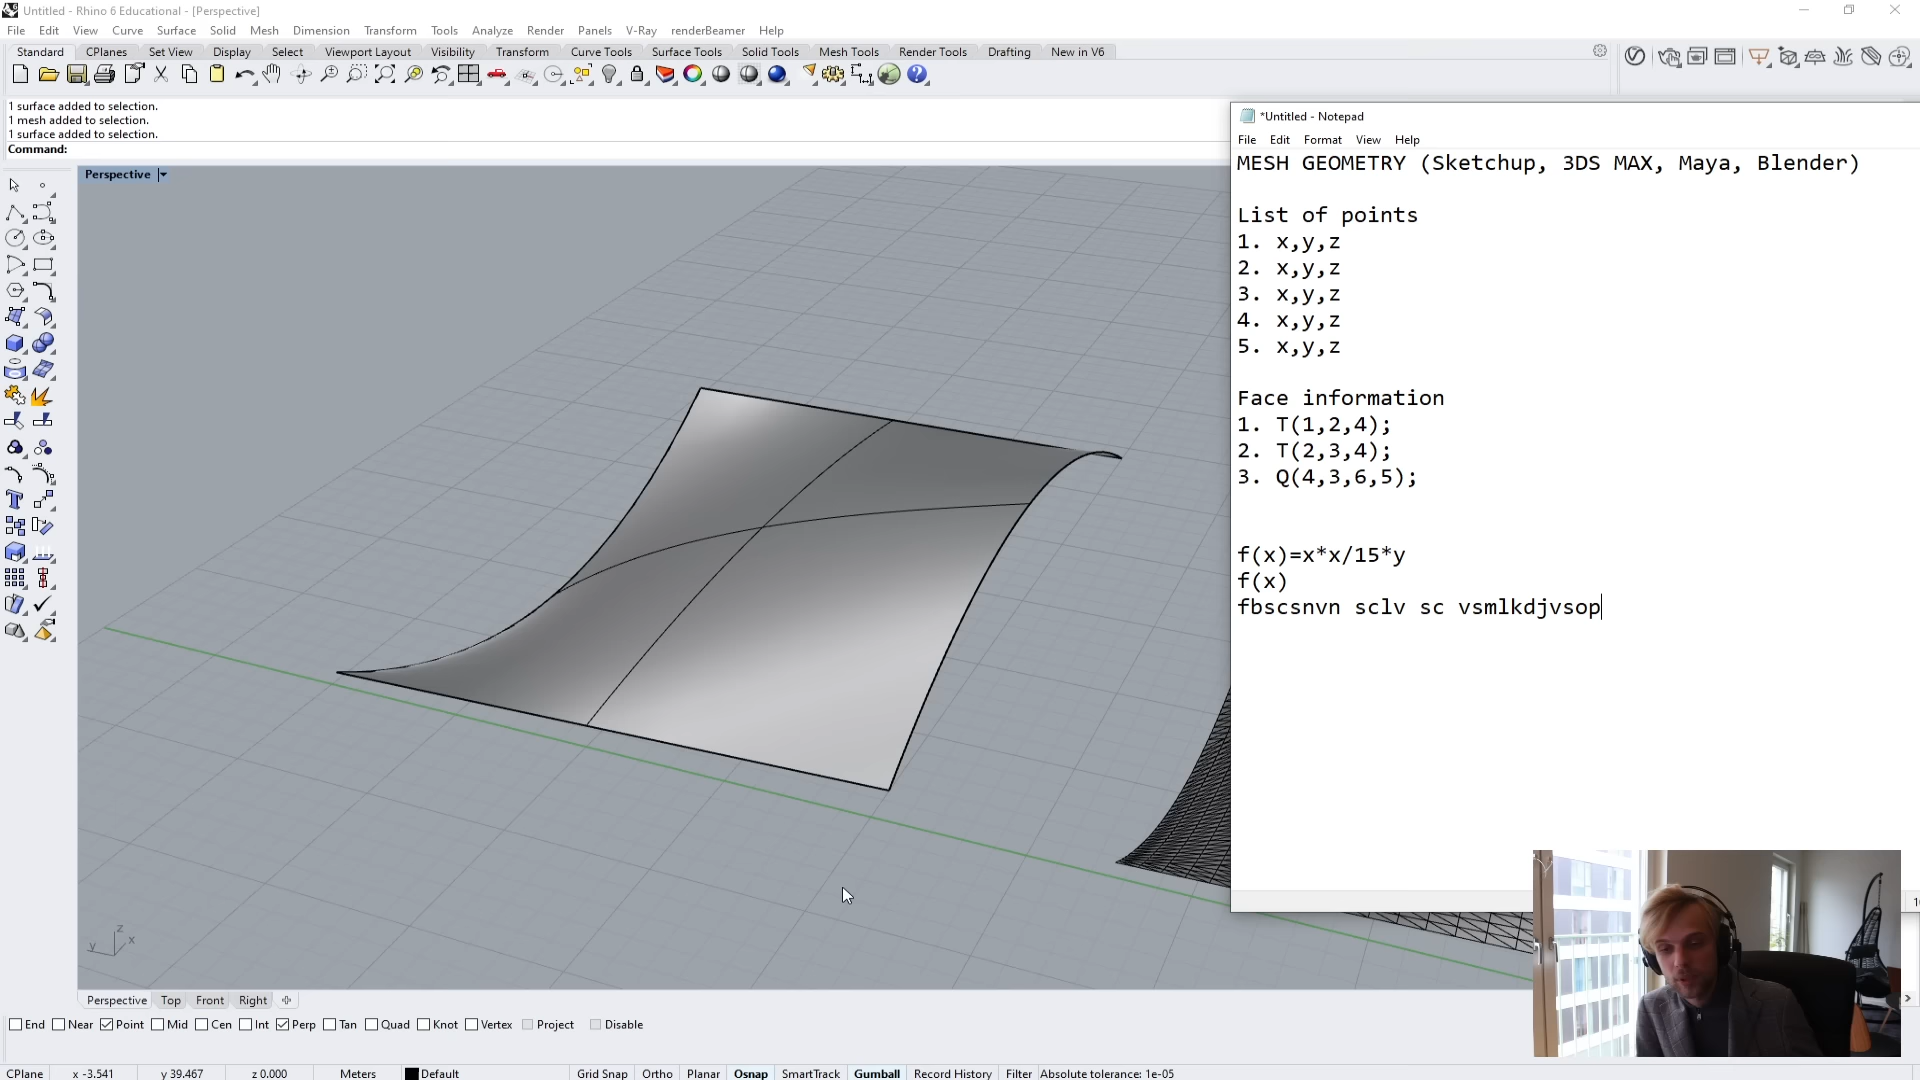 Untitled - Rhino 6 Educational - [Perspective]
File Edit View Curve Surface Solid Mesh Dimension Transform Tools Analyze Render Panels V-Ray renderBeamer Help
Standard CPlanes Set View Display Select Viewport Layout Visibility Transform Curve Tools Surface Tools Solid Tools Mesh Tools Render Tools Drafting New in V6
1 surface added to selection.
1 mesh added to selection.
1 surface added to selection.
Command:
Perspective
*Untitled - Notepad
File Edit Format View Help
MESH GEOMETRY (Sketchup, 3DS MAX, Maya, Blender)
List of points
1. x,y,z
2. x,y,z
3. x,y,z
4. x,y,z
5. x,y,z
Face information
1. T(1,2,4);
2. T(2,3,4);
3. Q(4,3,6,5);
f(x)=x*x/15*y
f(x)
fbscsnvn sclv sc vsmlkdjvsop
z
y x
Perspective Top Front Right
End Near Point Mid Cen Int Perp Tan Quad Knot Vertex Project Disable
CPlane x -3.541 y 39.467 z 0.000 Meters Default Grid Snap Ortho Planar Osnap SmartTrack Gumball Record History Filter Absolute tolerance: 1e-05